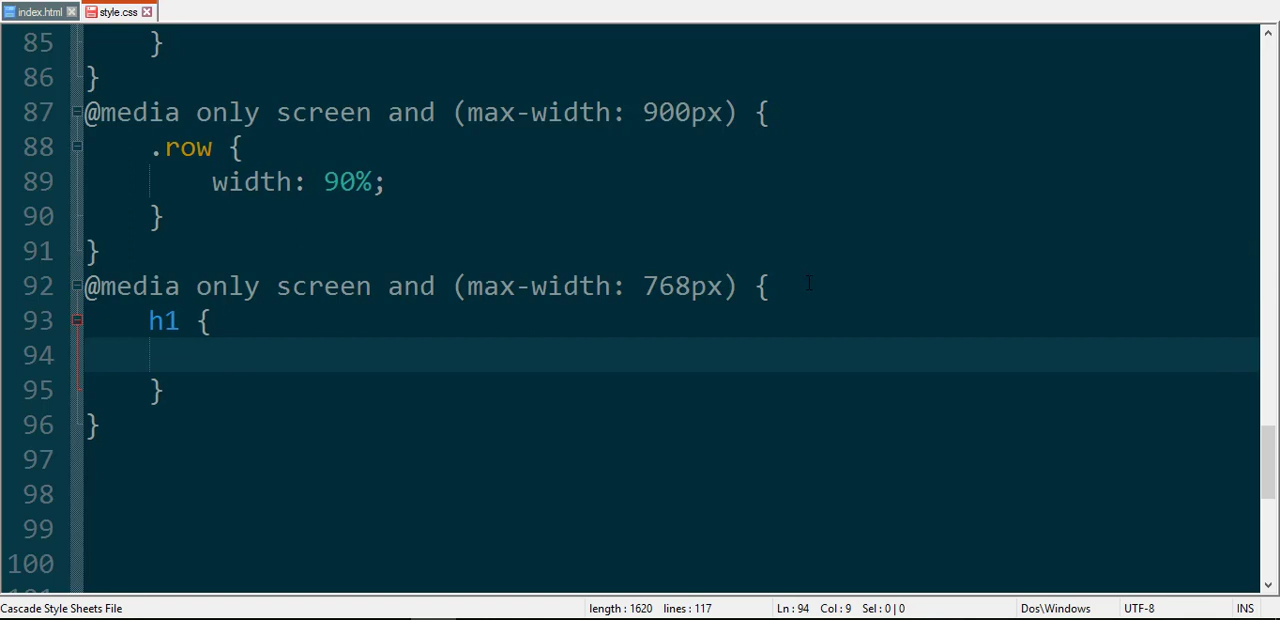 index.html style.css
85 }
86 }
87 @media only screen and (max-width: 900px) {
88 .row {
89 width: 90%;
90 }
91 }
92 @media only screen and (max-width: 768px) {
93 h1 {
94
95 }
96 }
97
98
99
100
Cascade Style Sheets File length : 1620 lines : 117 Ln : 94 Col : 9 Sel : 0 | 0 Dos\Windows UTF-8 INS